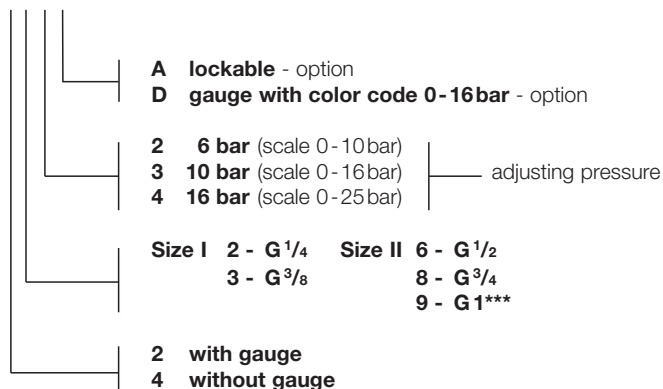 A lockable - option
D gauge with color code 0-16bar - option
2 6 bar (scale 0-10bar)
3 10 bar (scale 0-16bar) adjusting pressure
4 16 bar (scale 0-25bar)
Size I 2 - G 1/4 Size II 6 - G 1/2
3 - G 3/8 8 - G 3/4
9 - G 1***
2 with gauge
4 without gauge